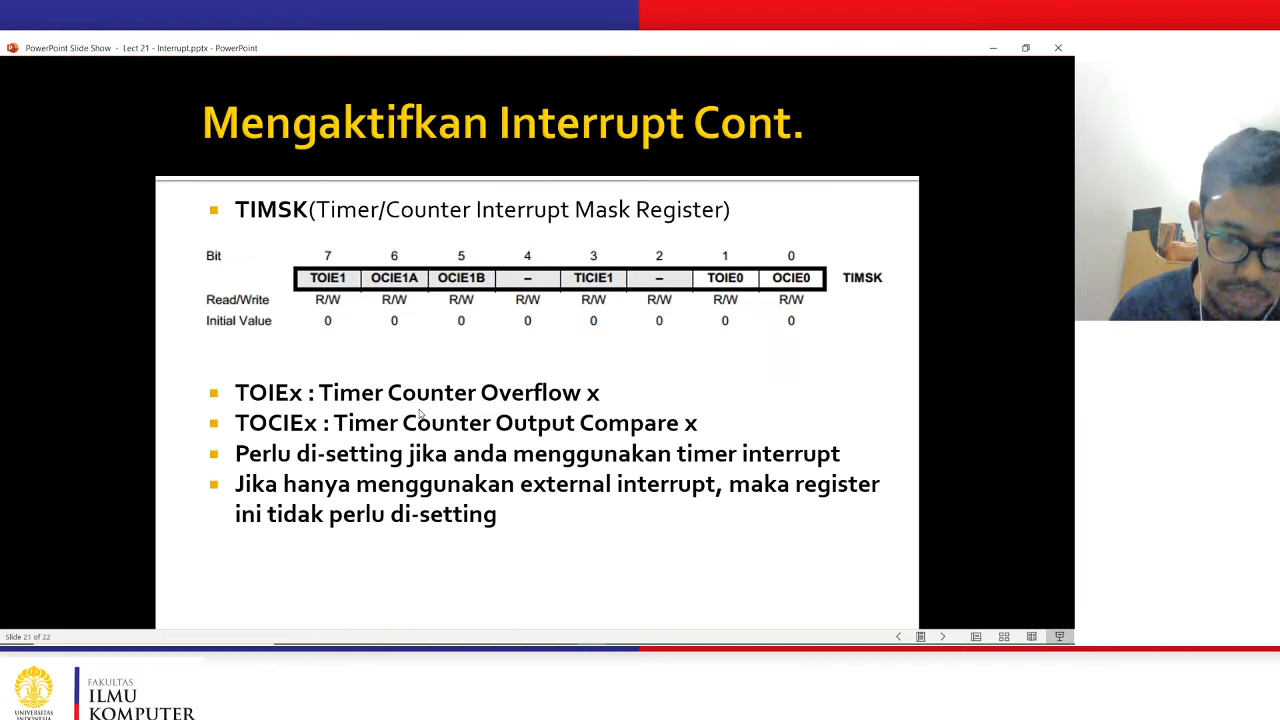 PowerPoint Slide Show - Lect 21 - Interrupt.pptx - PowerPoint
Mengaktifkan Interrupt Cont.
TIMSK(Timer/Counter Interrupt Mask Register)
Bit 7 6 5 4 3 2 1 0
TOIE1 OCIE1A OCIE1B – TICIE1 – TOIE0 OCIE0 TIMSK
Read/Write R/W R/W R/W R/W R/W R/W R/W R/W
Initial Value 0 0 0 0 0 0 0 0
TOIEx : Timer Counter Overflow x
TOCIEx : Timer Counter Output Compare x
Perlu di-setting jika anda menggunakan timer interrupt
Jika hanya menggunakan external interrupt, maka register
ini tidak perlu di-setting
Slide 21 of 22
UNIVERSITAS
INDONESIA
FAKULTAS
ILMU
KOMPUTER